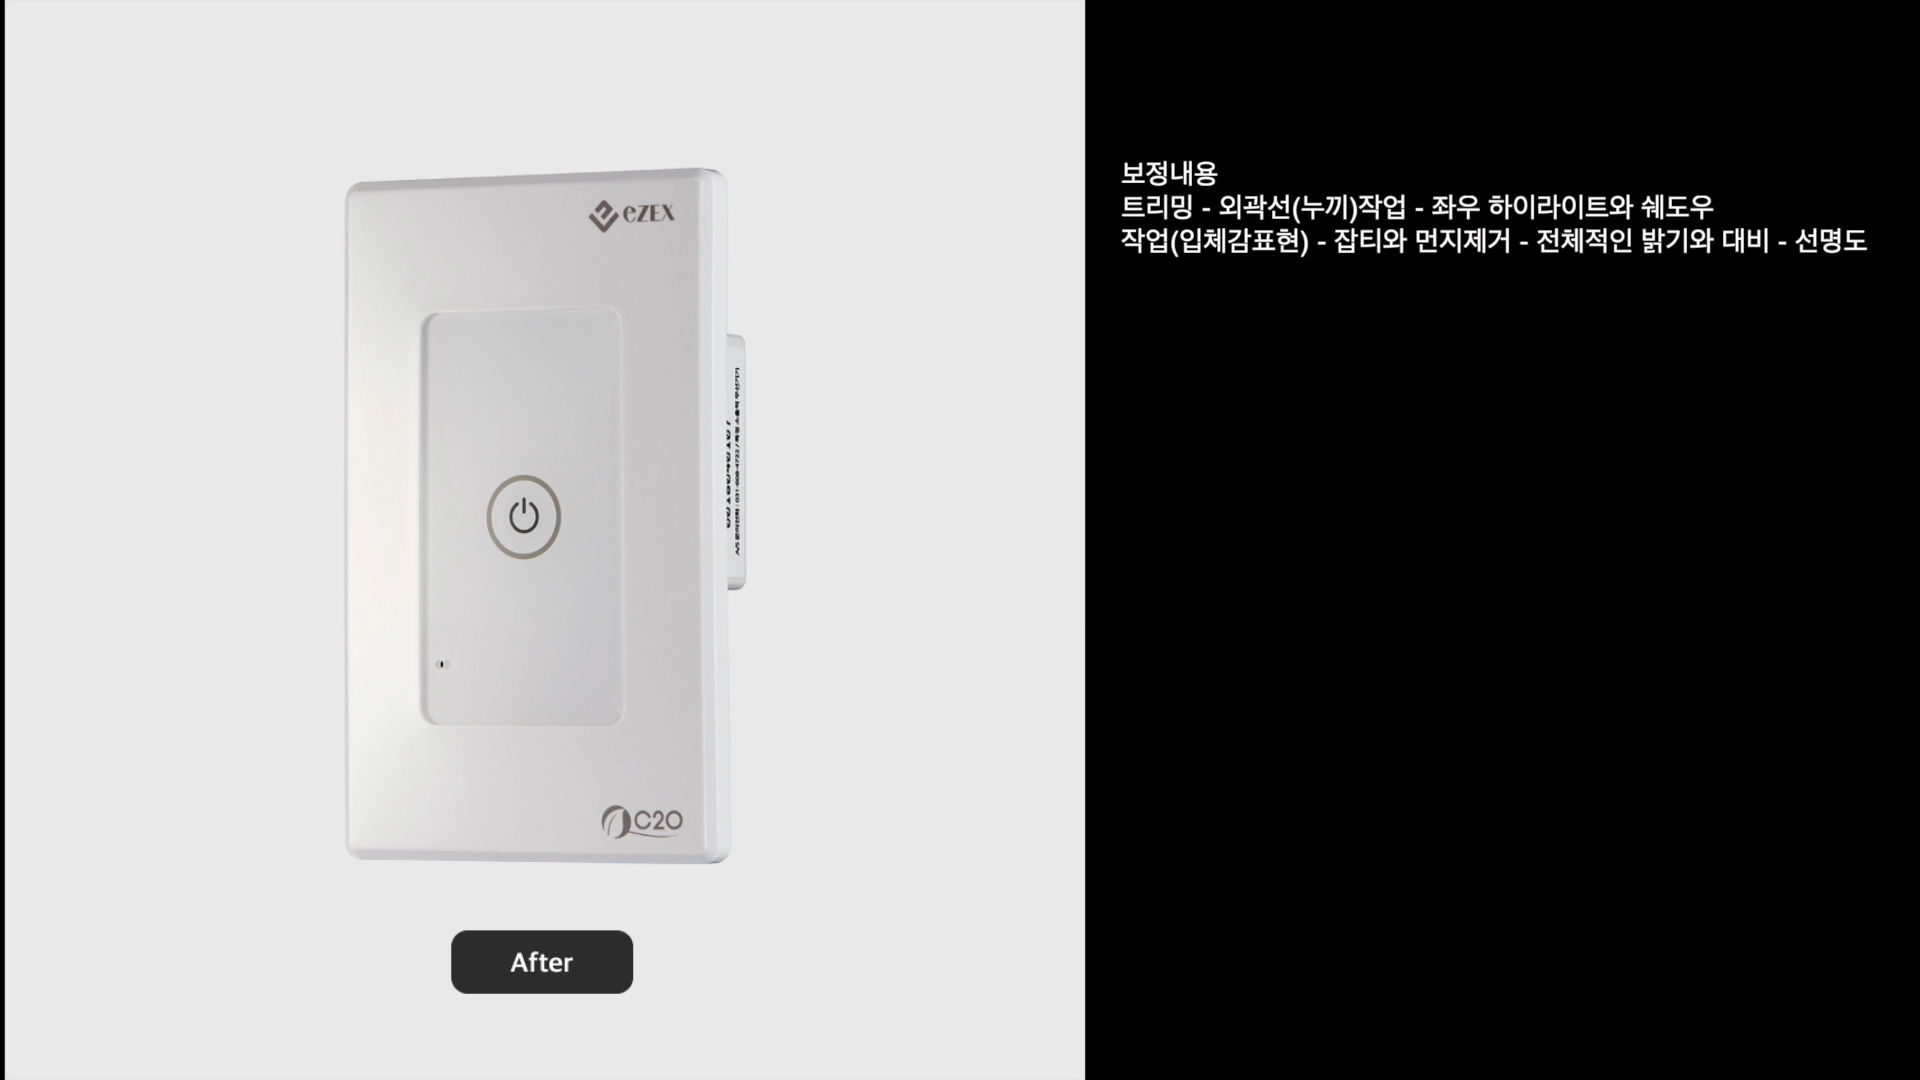 eZEX
C2O
After
보정내용
트리밍 - 외곽선(누끼)작업 - 좌우 하이라이트와 쉐도우
작업(입체감표현) - 잡티와 먼지제거 - 전체적인 밝기와 대비 - 선명도